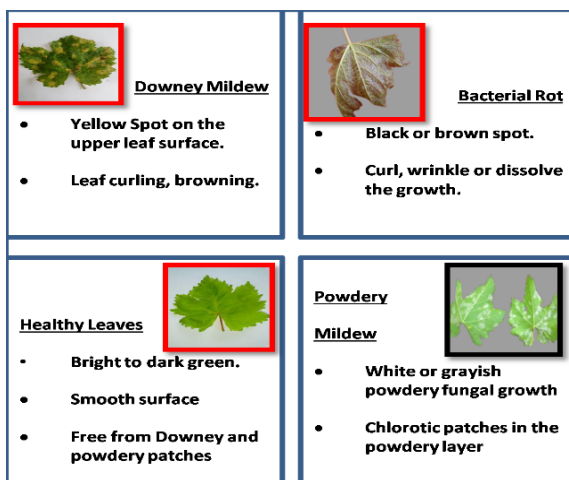 Downey Mildew
• Yellow Spot on the
upper leaf surface.
• Leaf curling, browning.
Bacterial Rot
• Black or brown spot.
• Curl, wrinkle or dissolve
the growth.
Healthy Leaves
• Bright to dark green.
• Smooth surface
• Free from Downey and
powdery patches
Powdery
Mildew
• White or grayish
powdery fungal growth
• Chlorotic patches in the
powdery layer